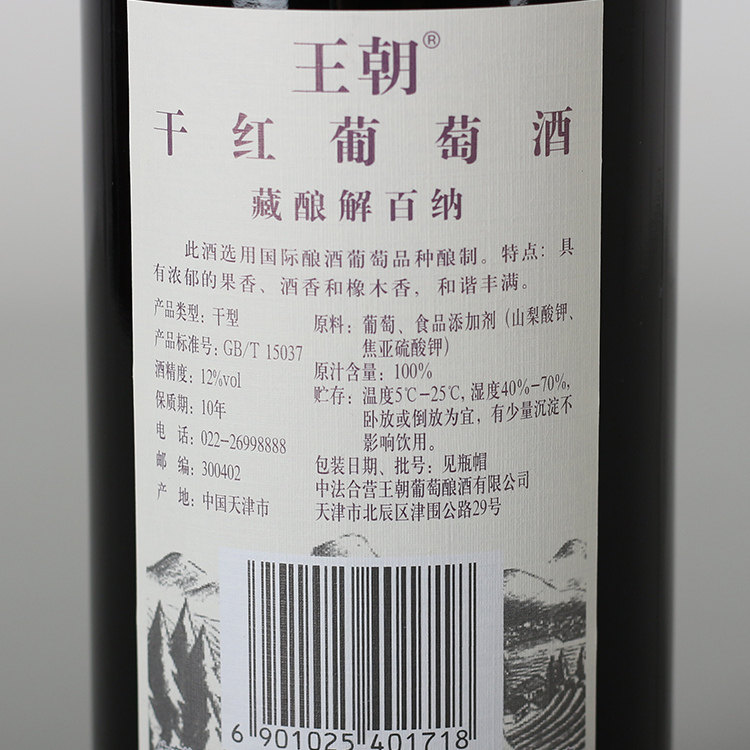 王朝®
干红葡萄酒
藏酿解百纳
此酒选用国际酿酒葡萄品种酿制。特点：具
有浓郁的果香、酒香和橡木香，和谐丰满。
产品类型：干型
产品标准号：GB/T 15037
酒精度：12%vol
保质期：10年
电 话：022-26998888
邮 编：300402
产 地：中国天津市
原料：葡萄、食品添加剂（山梨酸钾、
焦亚硫酸钾）
原汁含量：100%
贮存：温度5℃-25℃，湿度40%-70%，
卧放或倒放为宜，有少量沉淀不
影响饮用。
包装日期、批号：见瓶帽
中法合营王朝葡萄酿酒有限公司
天津市北辰区津围公路29号
6 901025 401718